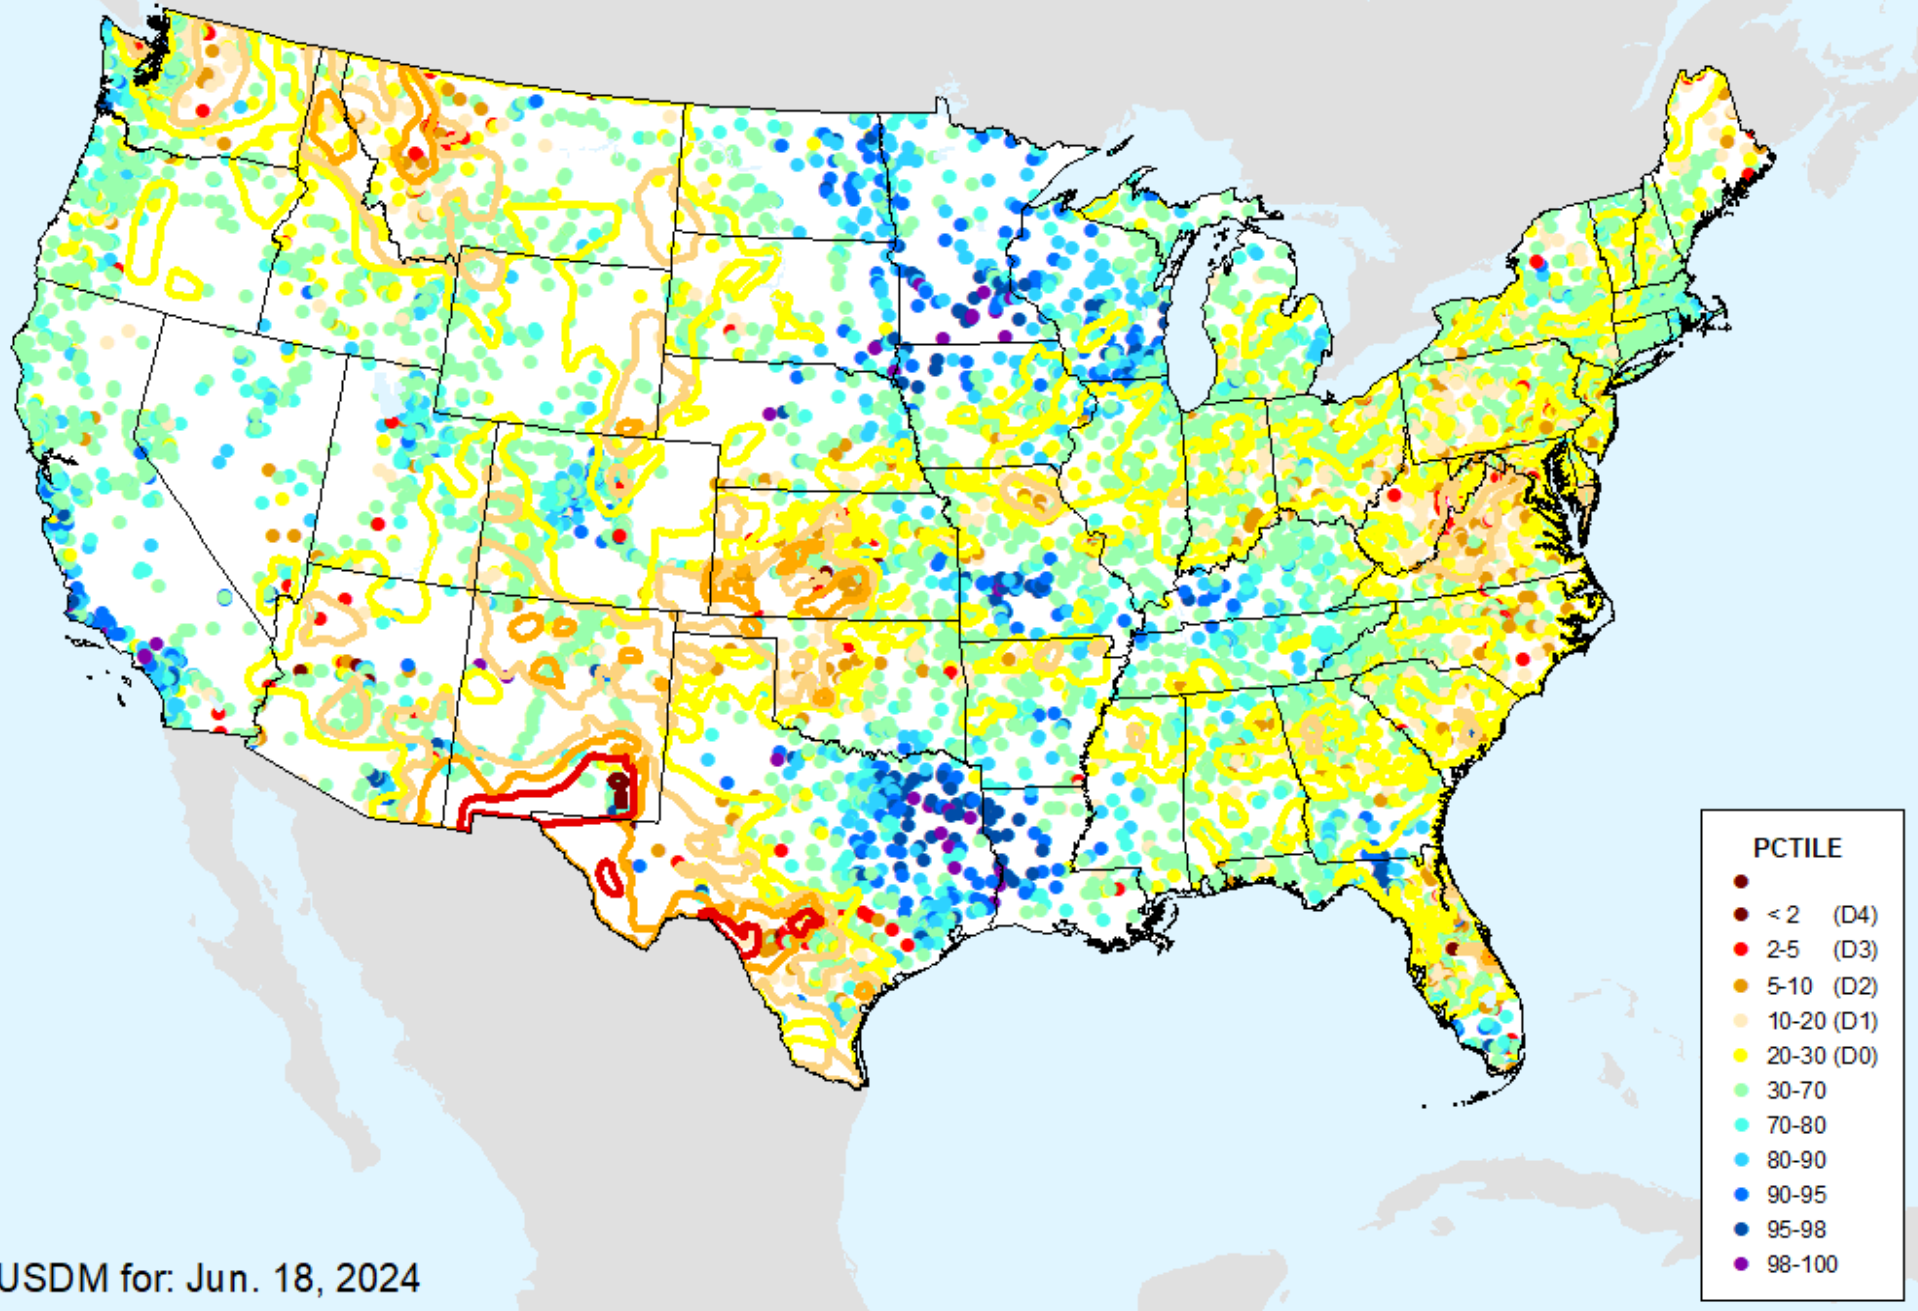 PCTILE
< 2 (D4)
2-5 (D3)
5-10 (D2)
10-20 (D1)
20-30 (D0)
30-70
70-80
80-90
90-95
95-98
98-100
USDM for: Jun. 18, 2024